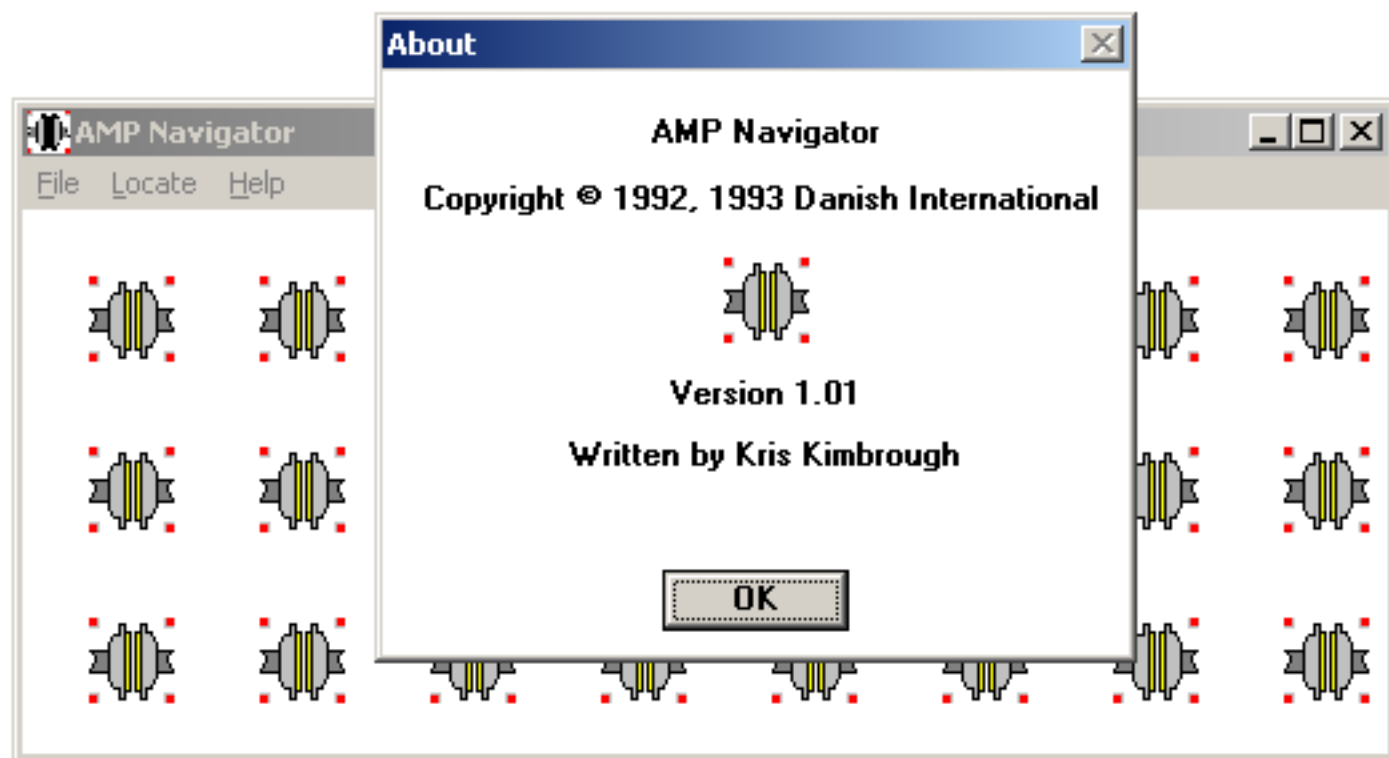 About
AMP Navigator
File Locate Help
AMP Navigator
Copyright © 1992, 1993 Danish International
Version 1.01
Written by Kris Kimbrough
OK